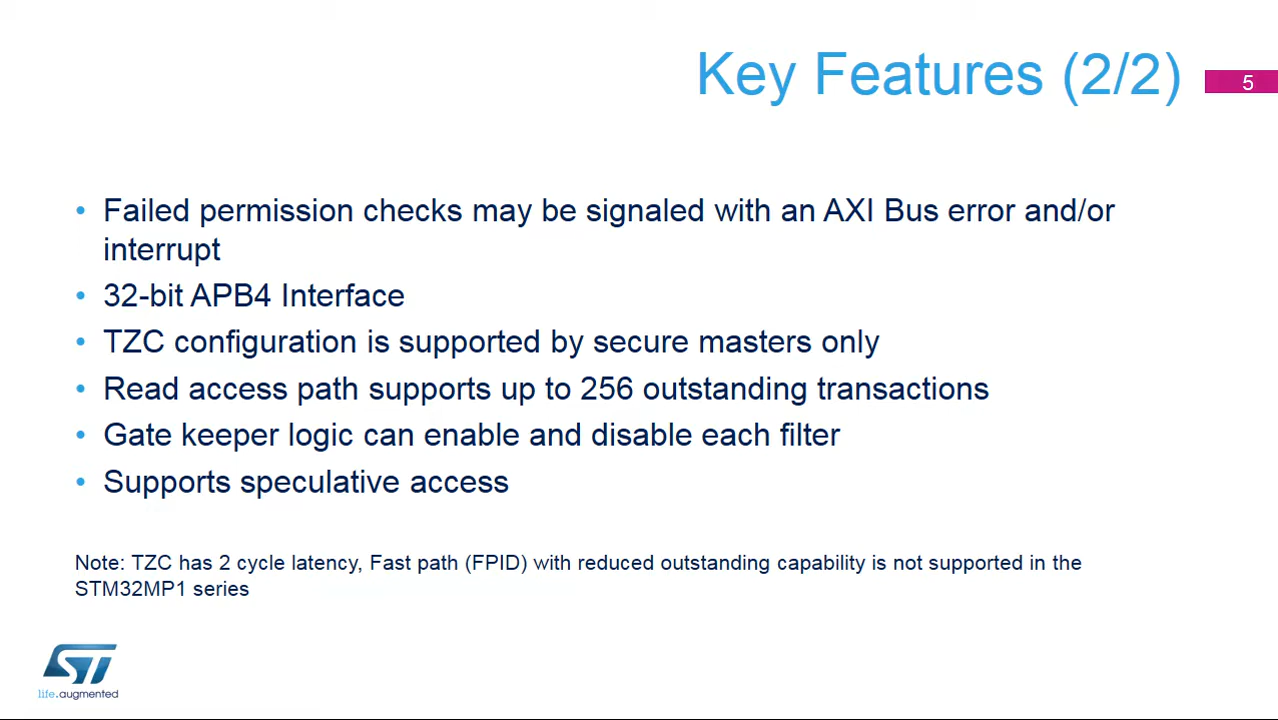 Key Features (2/2)
5
• Failed permission checks may be signaled with an AXI Bus error and/or
interrupt
• 32-bit APB4 Interface
• TZC configuration is supported by secure masters only
• Read access path supports up to 256 outstanding transactions
• Gate keeper logic can enable and disable each filter
• Supports speculative access
Note: TZC has 2 cycle latency, Fast path (FPID) with reduced outstanding capability is not supported in the
STM32MP1 series
ST
life.augmented